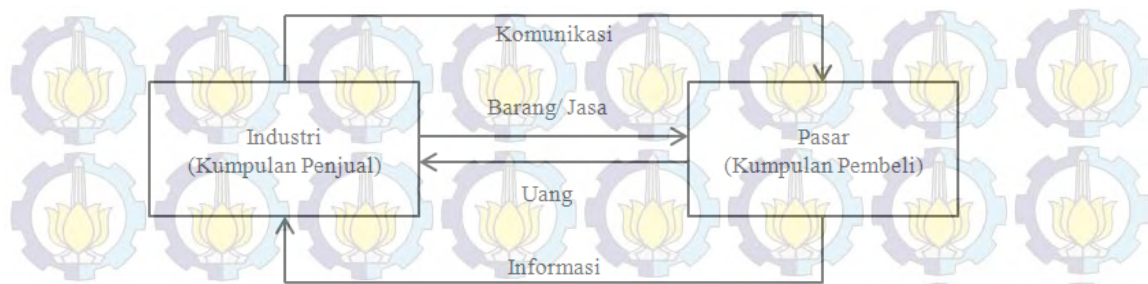 Komunikasi
Barang/ Jasa
Industri
(Kumpulan Penjual)
Pasar
(Kumpulan Pembeli)
Uang
Informasi